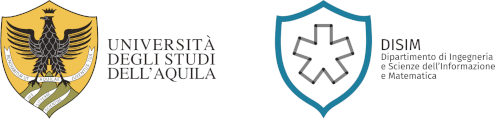 UNIVERSITÀ
DEGLI STUDI
DELL'AQUILA
DISIM
Dipartimento di Ingegneria
e Scienze dell'Informazione
e Matematica